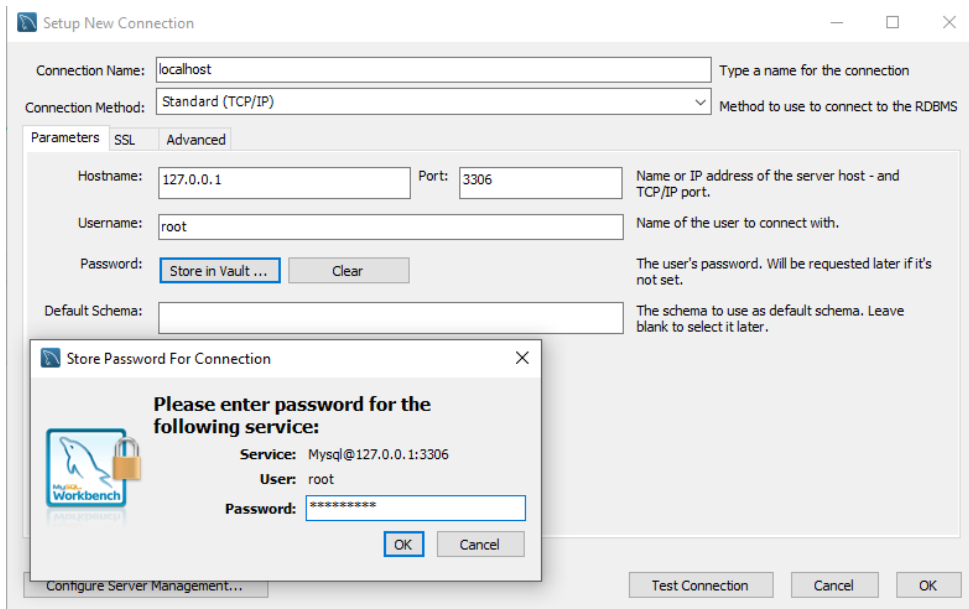 Setup New Connection
Connection Name: localhost Type a name for the connection
Connection Method: Standard (TCP/IP) Method to use to connect to the RDBMS
Parameters SSL Advanced
Hostname: 127.0.0.1 Port: 3306 Name or IP address of the server host - and
TCP/IP port.
Username: root Name of the user to connect with.
Password: Store in Vault ... Clear The user's password. Will be requested later if it's
not set.
Default Schema: The schema to use as default schema. Leave
blank to select it later.
Store Password For Connection
Please enter password for the
following service:
Service: Mysql@127.0.0.1:3306
User: root
Password: *********
MySQL
Workbench
OK Cancel
Configure Server Management... Test Connection Cancel OK